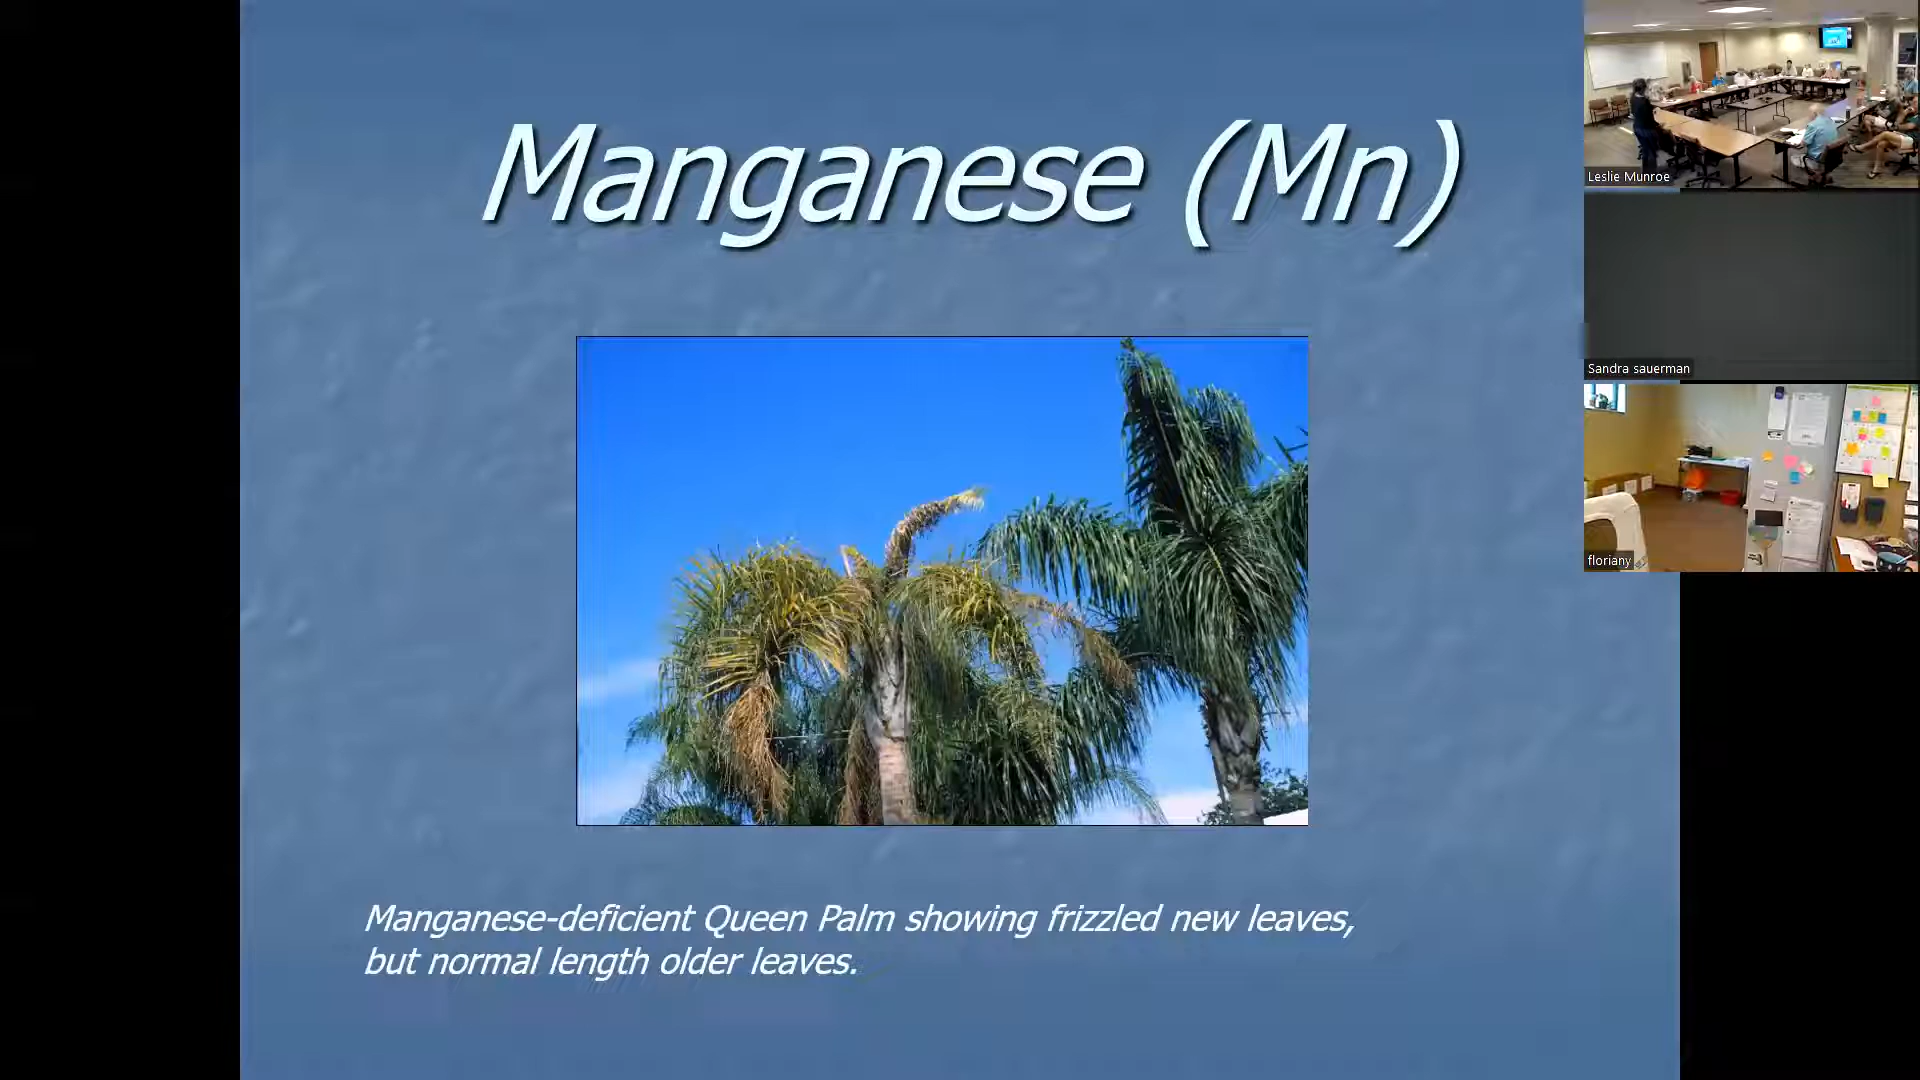 Manganese (Mn)
Manganese-deficient Queen Palm showing frizzled new leaves,
but normal length older leaves.
Leslie Munroe
Sandra sauerman
floriany